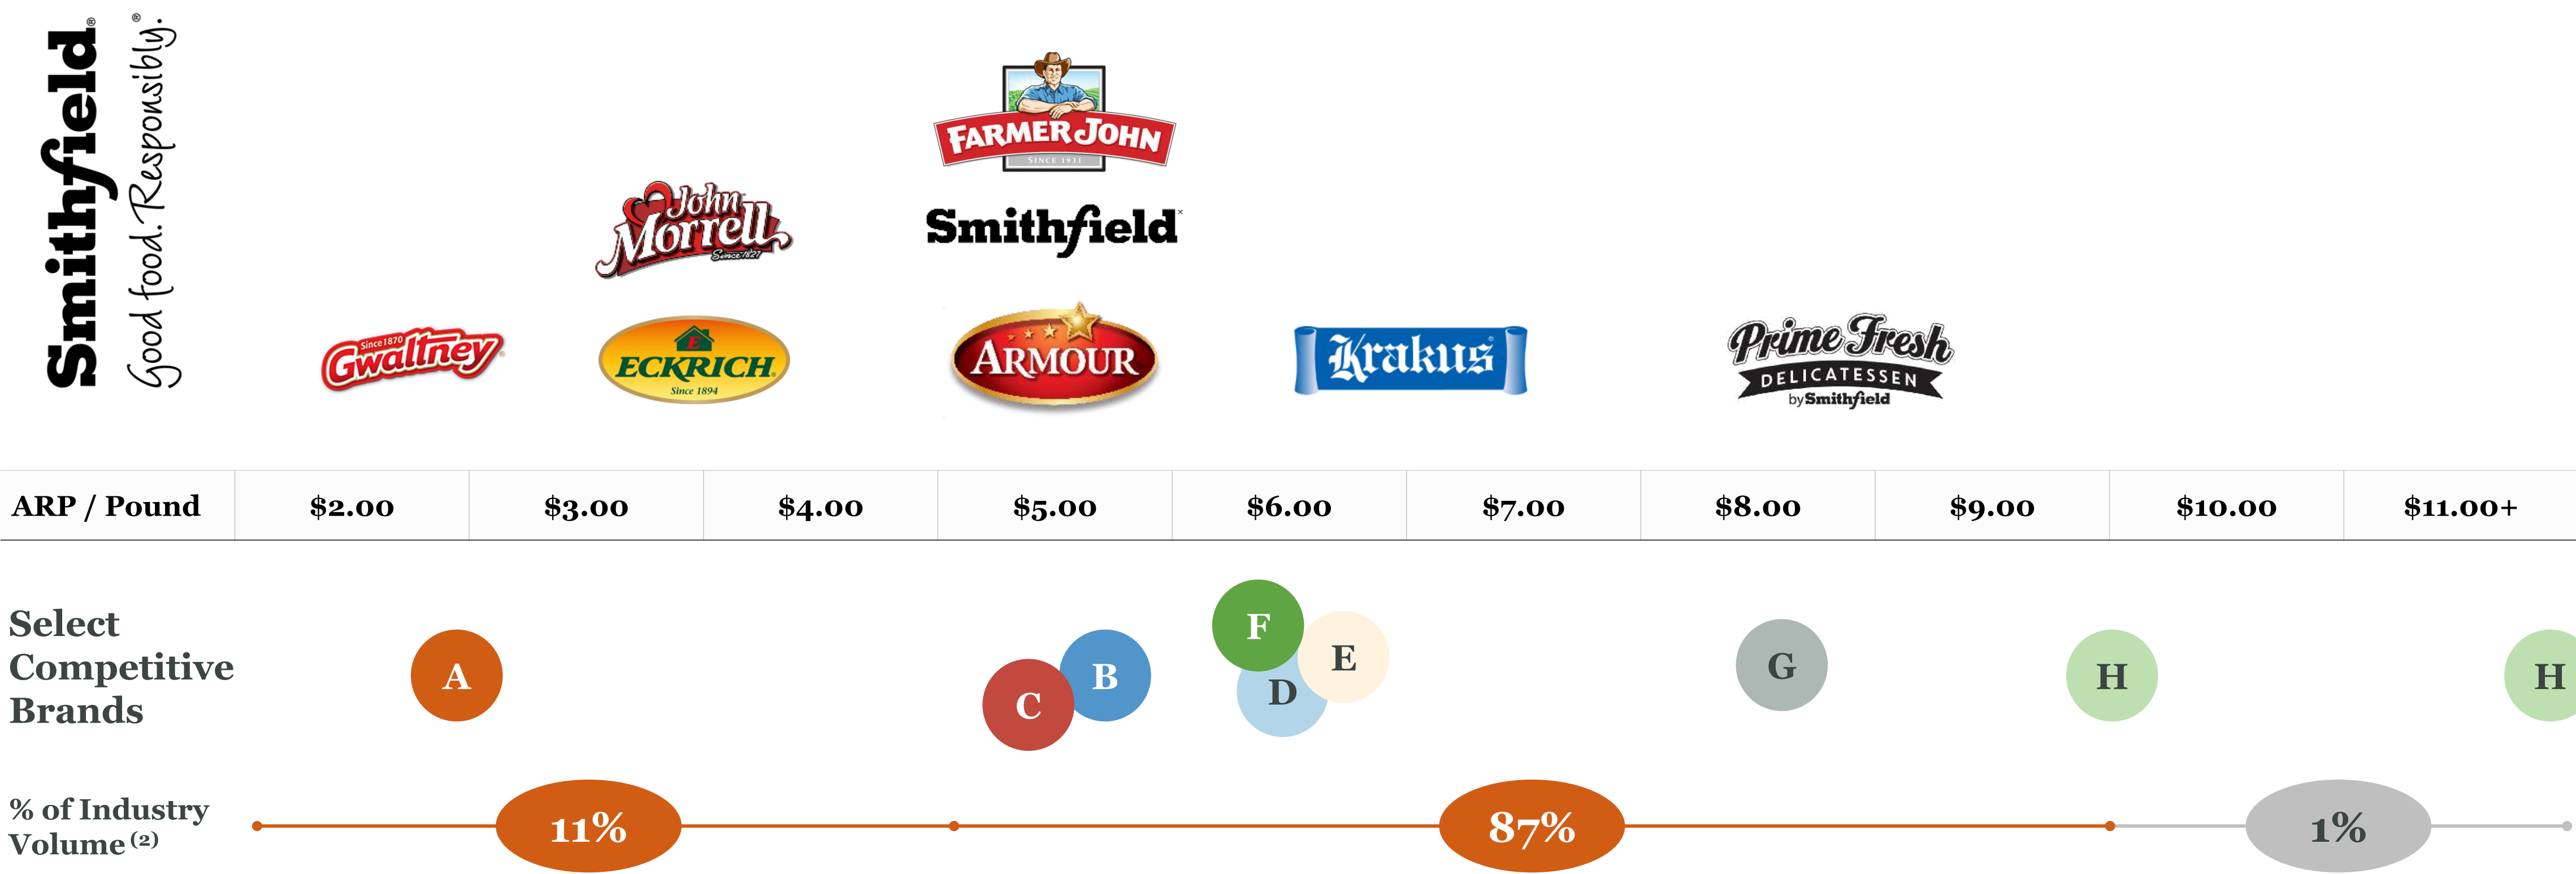 Smithfield®
Good food. Responsibly.®
FARMER JOHN
SINCE 1931
John
Morrell
Since 1827
Smithfield
Since 1870
Gwaltney®
E
ECKRICH®
Since 1894
ARMOUR
Krakus®
Prime Fresh
DELICATESSEN
by Smithfield
ARP / Pound $2.00 $3.00 $4.00 $5.00 $6.00 $7.00 $8.00 $9.00 $10.00 $11.00+
Select
Competitive
Brands
A C B F D E G H H
% of Industry
Volume (2)
11% 87% 1%